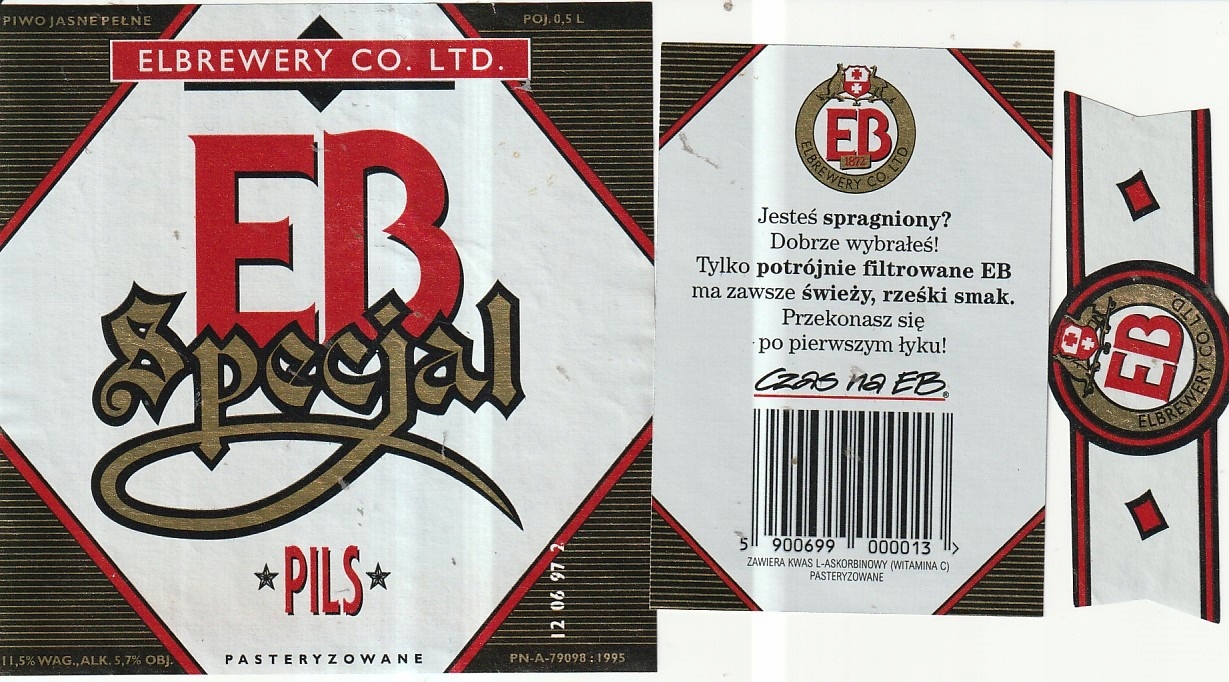 PIWO JASNE PEŁNE
POJ. 0,5 L
ELBREWERY CO. LTD.
EB
Specjal
PILS
12 06 97 2
11,5% WAG., ALK. 5,7% OBJ.
PASTERYZOWANE
PN-A-79098 : 1995
EB
1872
ELBREWERY CO. LTD.
Jesteś spragniony?
Dobrze wybrałeś!
Tylko potrójnie filtrowane EB
ma zawsze świeży, rześki smak.
Przekonasz się
po pierwszym łyku!
Czas na EB®
5 900699 000013 >
ZAWIERA KWAS L-ASKORBINOWY (WITAMINA C)
PASTERYZOWANE
EB
ELBREWERY CO LTD